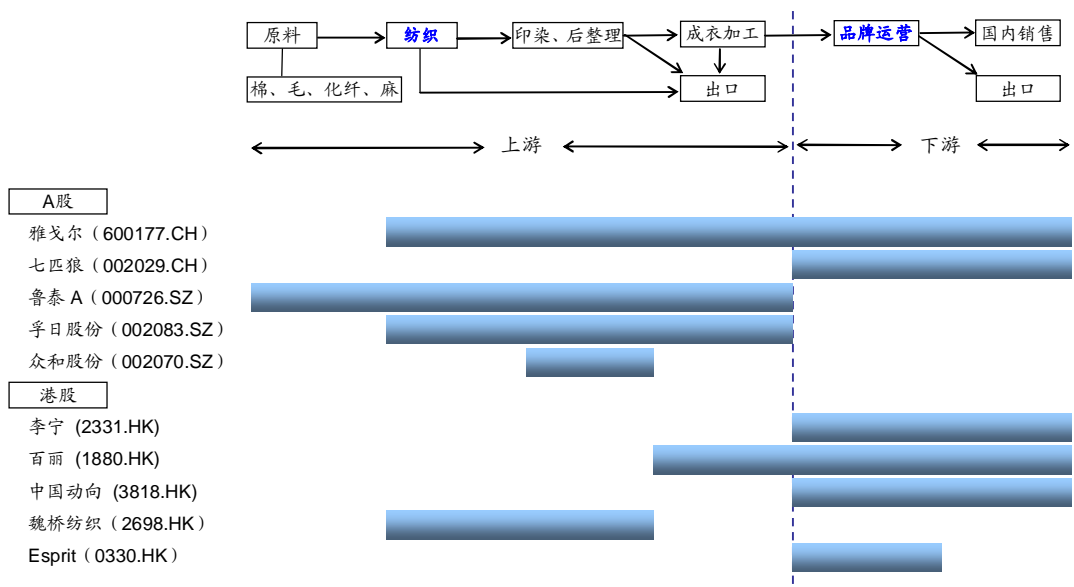 原料
纺织
印染、后整理
成衣加工
品牌运营
国内销售
棉、毛、化纤、麻
出口
出口
上游
下游
A股
雅戈尔（600177.CH）
七匹狼（002029.CH）
鲁泰 A（000726.SZ）
孚日股份（002083.SZ）
众和股份（002070.SZ）
港股
李宁 (2331.HK)
百丽 (1880.HK)
中国动向 (3818.HK)
魏桥纺织（2698.HK）
Esprit（0330.HK）